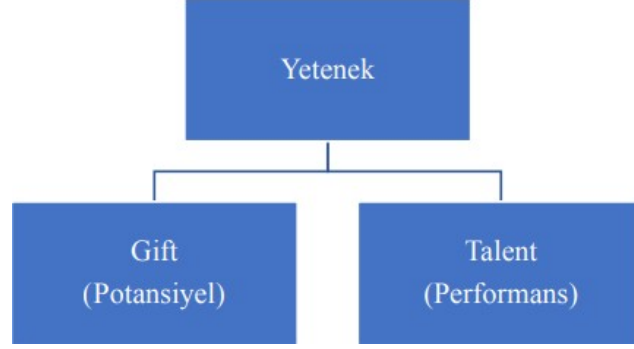 Yetenek
Gift
(Potansiyel)
Talent
(Performans)